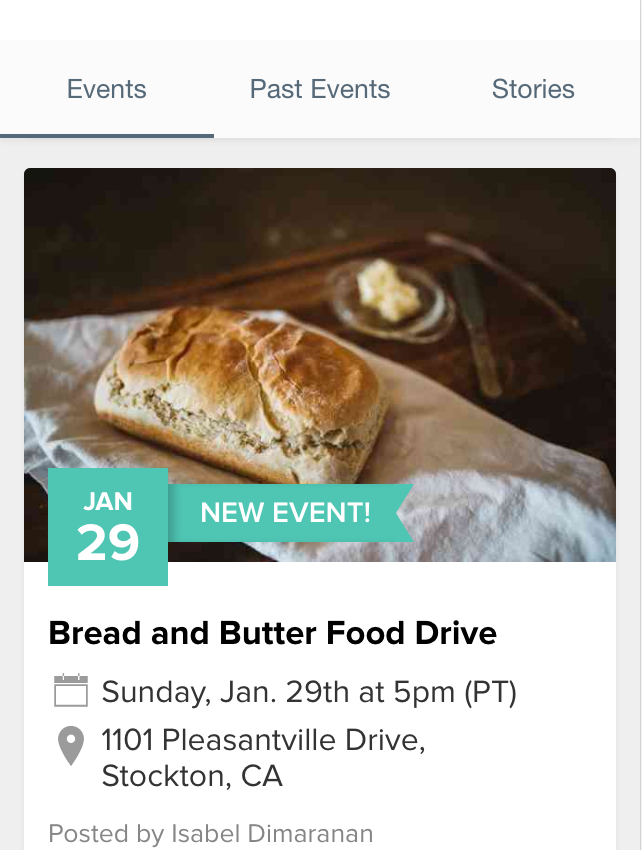 Events Past Events Stories
JAN
29
NEW EVENT!
Bread and Butter Food Drive
Sunday, Jan. 29th at 5pm (PT)
1101 Pleasantville Drive,
Stockton, CA
Posted by Isabel Dimaranan